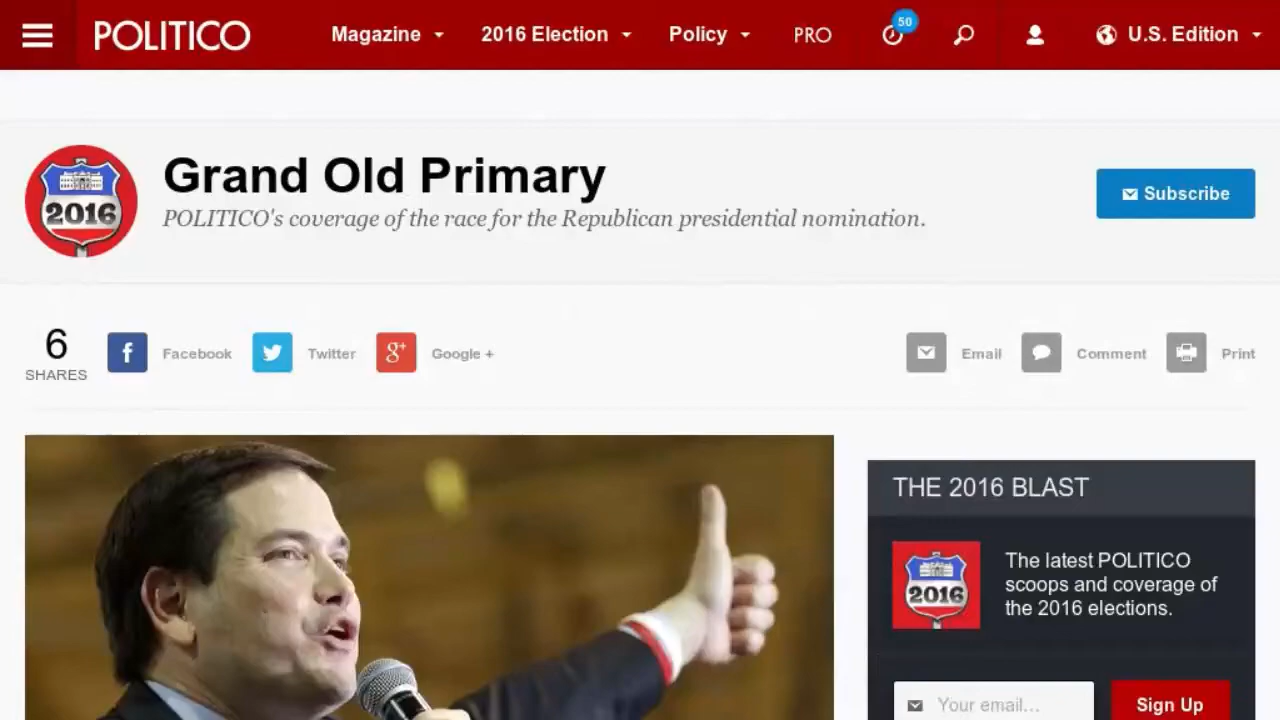 POLITICO
Magazine
2016 Election
Policy
PRO
50
U.S. Edition
2016
Grand Old Primary
POLITICO's coverage of the race for the Republican presidential nomination.
Subscribe
6
SHARES
f
Facebook
Twitter
g+
Google +
Email
Comment
Print
THE 2016 BLAST
2016
The latest POLITICO
scoops and coverage of
the 2016 elections.
Your email...
Sign Up